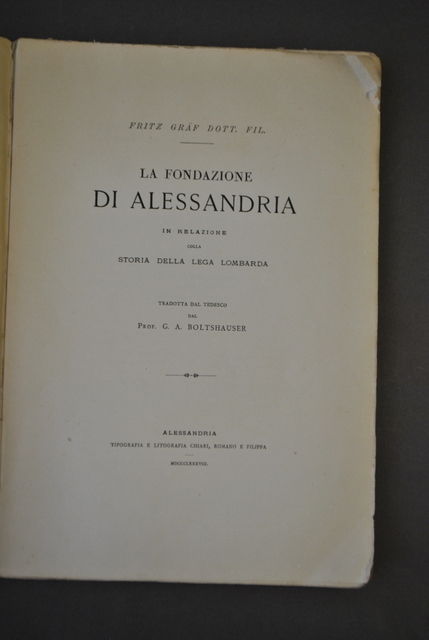 FRITZ GRÄF DOTT. FIL.
LA FONDAZIONE
DI ALESSANDRIA
IN RELAZIONE
COLLA
STORIA DELLA LEGA LOMBARDA
TRADOTTA DAL TEDESCO
DAL
PROF. G. A. BOLTSHAUSER
ALESSANDRIA
TIPOGRAFIA E LITOGRAFIA CHIARI, ROMANO E FILIPPA
MDCCCLXXXVIII.